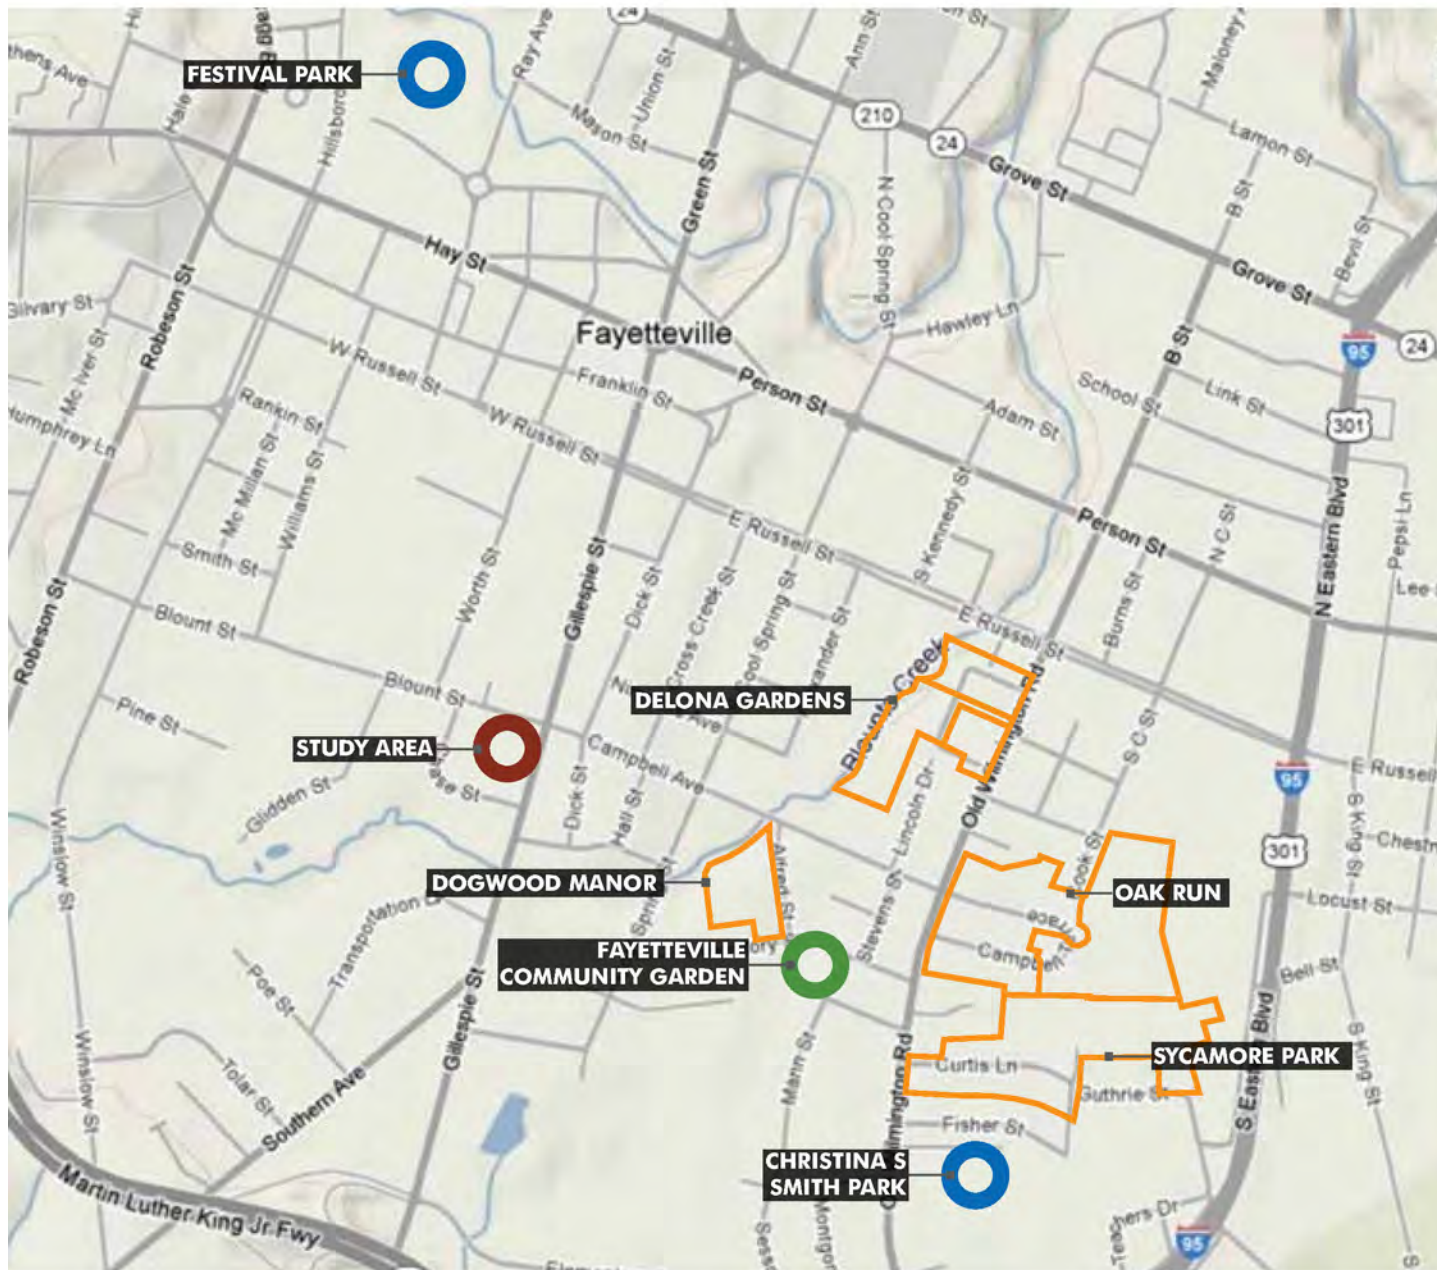 24
Ray Ave
Ann St
FESTIVAL PARK
Union St
Mason St
Hale
Hillsboro
210
24
Lamon St
Grove St
N Cool Spring St
B St
Green St
Hay St
Bevil St
Grove St
Robeson St
Gilvary St
Hawley Ln
Fayetteville
95
24
Mc Iver St
W Russell St
Franklin St
Person St
B St
School St
Link St
Rankin St
Adam St
301
Humphrey Ln
W Russell St
Mc Millan St
Williams St
S Kennedy St
E Russell St
Person St
N C St
N Eastern Blvd
Pepsi Ln
Smith St
Worth St
Gillespie St
Dick St
Cross Creek St
Cool Spring St
Burns St
Lee
Robeson St
Blount St
E Russell St
Blounts Creek
Blount St
DELONA GARDENS
Old Wilmington Rd
Pine St
STUDY AREA
Campbell Ave
S C St
E Russell
95
Glidden St
Dick St
Hall St
Lincoln Dr
S King St
301
Winslow St
Alfred St
DOGWOOD MANOR
Stevens St
OAK RUN
Locust St
Transportation
FAYETTEVILLE
COMMUNITY GARDEN
Campbell
Bell St
Poe St
Gillespie St
S Eastern Blvd
S King St
Winslow St
Tolar St
Southern Ave
Mann St
Curtis Ln
SYCAMORE PARK
Guthrie St
Fisher St
CHRISTINA S
SMITH PARK
Martin Luther King Jr Fwy
95